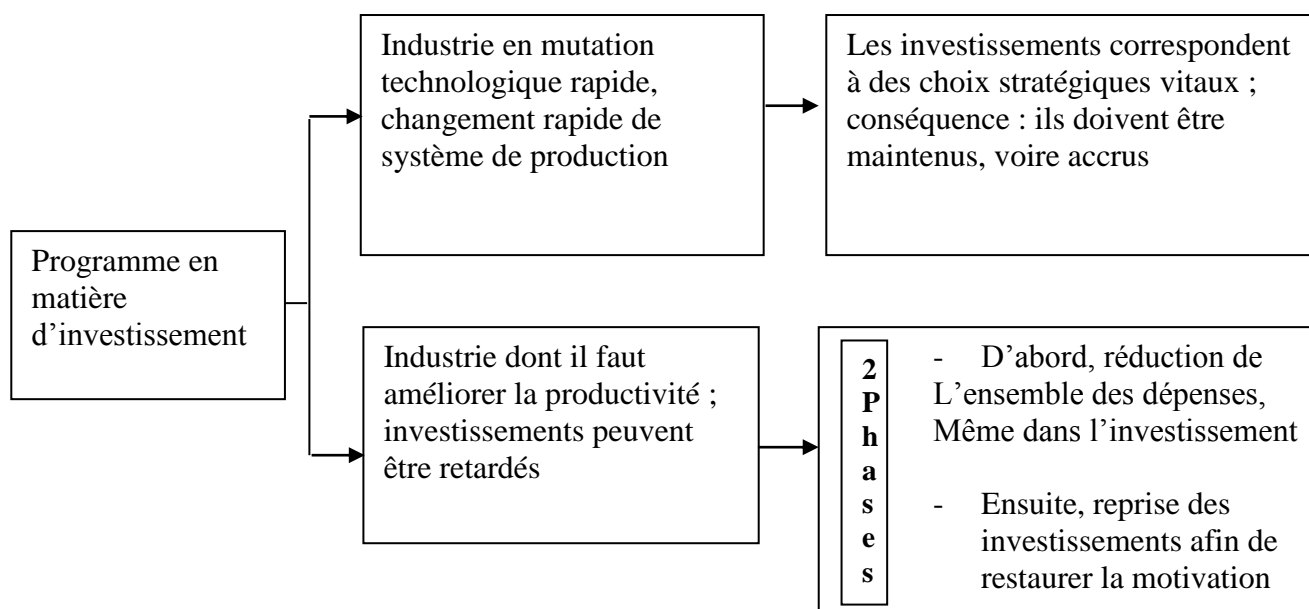 Programme en
matière
d’investissement
Industrie en mutation
technologique rapide,
changement rapide de
système de production
Les investissements correspondent
à des choix stratégiques vitaux ;
conséquence : ils doivent être
maintenus, voire accrus
Industrie dont il faut
améliorer la productivité ;
investissements peuvent
être retardés
2
P
h
a
s
e
s
- D’abord, réduction de
L’ensemble des dépenses,
Même dans l’investissement
- Ensuite, reprise des
investissements afin de
restaurer la motivation